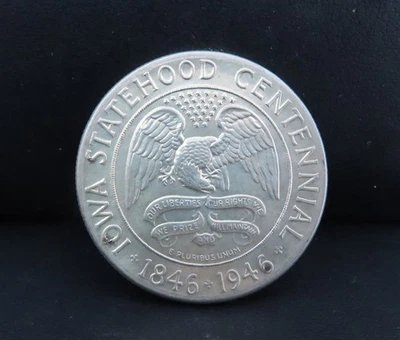 IOWA STATEHOOD CENTENNIAL
OUR LIBERTIES OUR RIGHTS WE
WE PRIZE WILL MAINTAIN
AND
E PLURIBUS UNUM
* 1846 * 1946 *